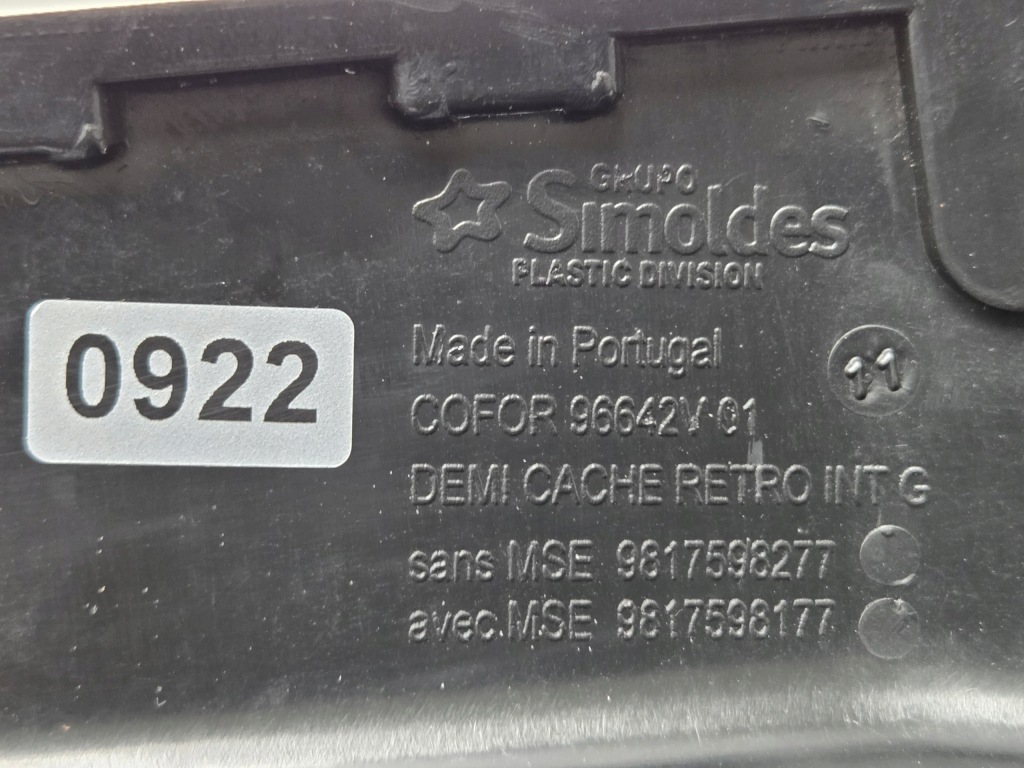 GRUPO
Simoldes
PLASTIC DIVISION
0922
Made in Portugal
11
COFOR 96642V 01
DEMI CACHE RETRO INT G
sans MSE 9817598277
avec MSE 9817598177